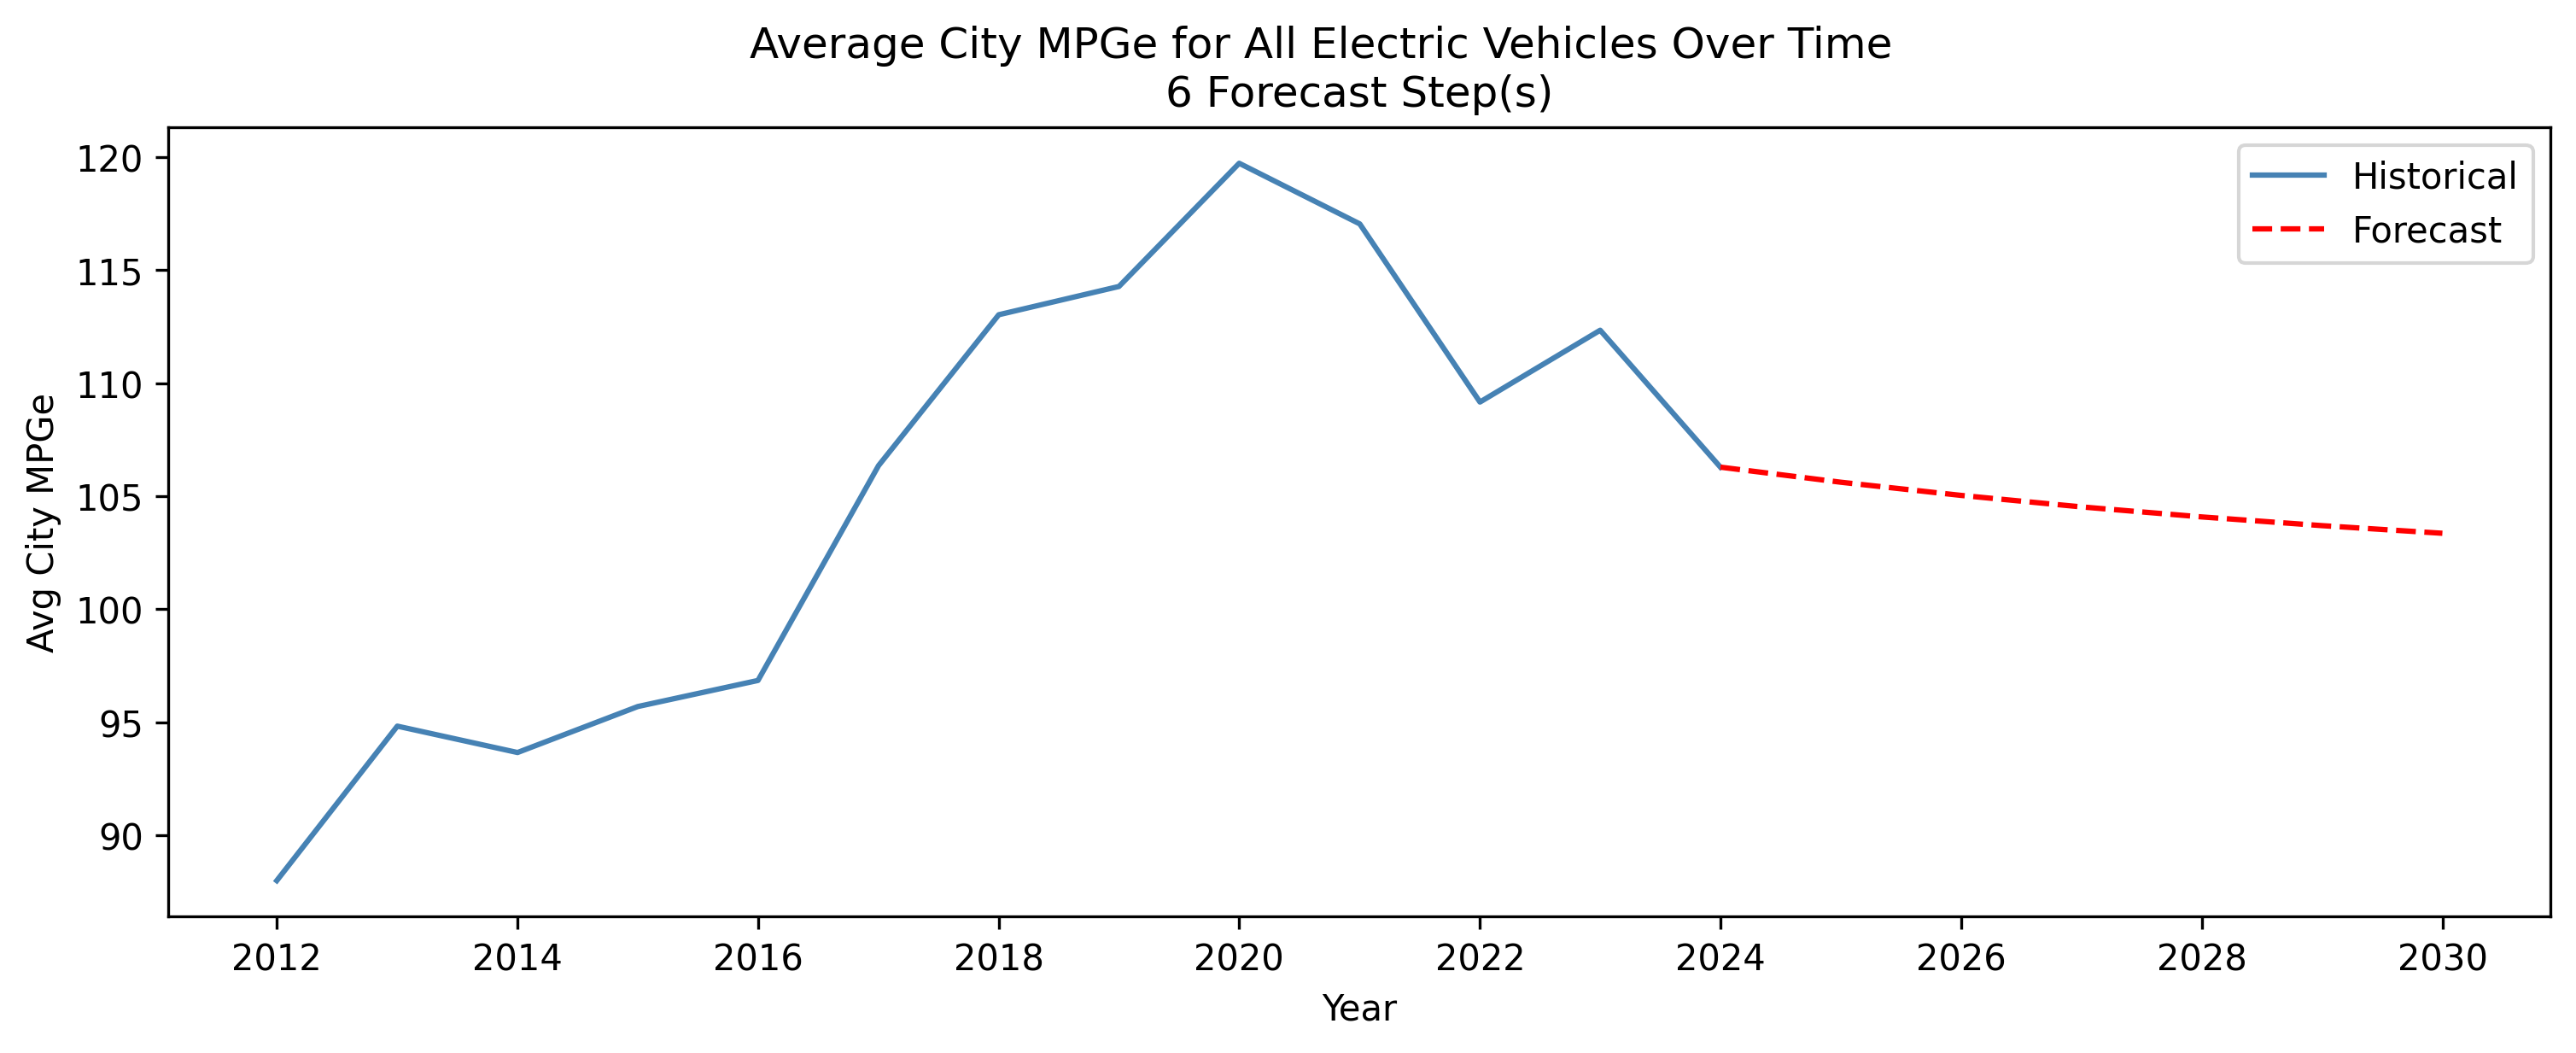 Average City MPGe for All Electric Vehicles Over Time
6 Forecast Step(s)
Historical
Forecast
Avg City MPGe
120
115
110
105
100
95
90
2012 2014 2016 2018 2020 2022 2024 2026 2028 2030
Year